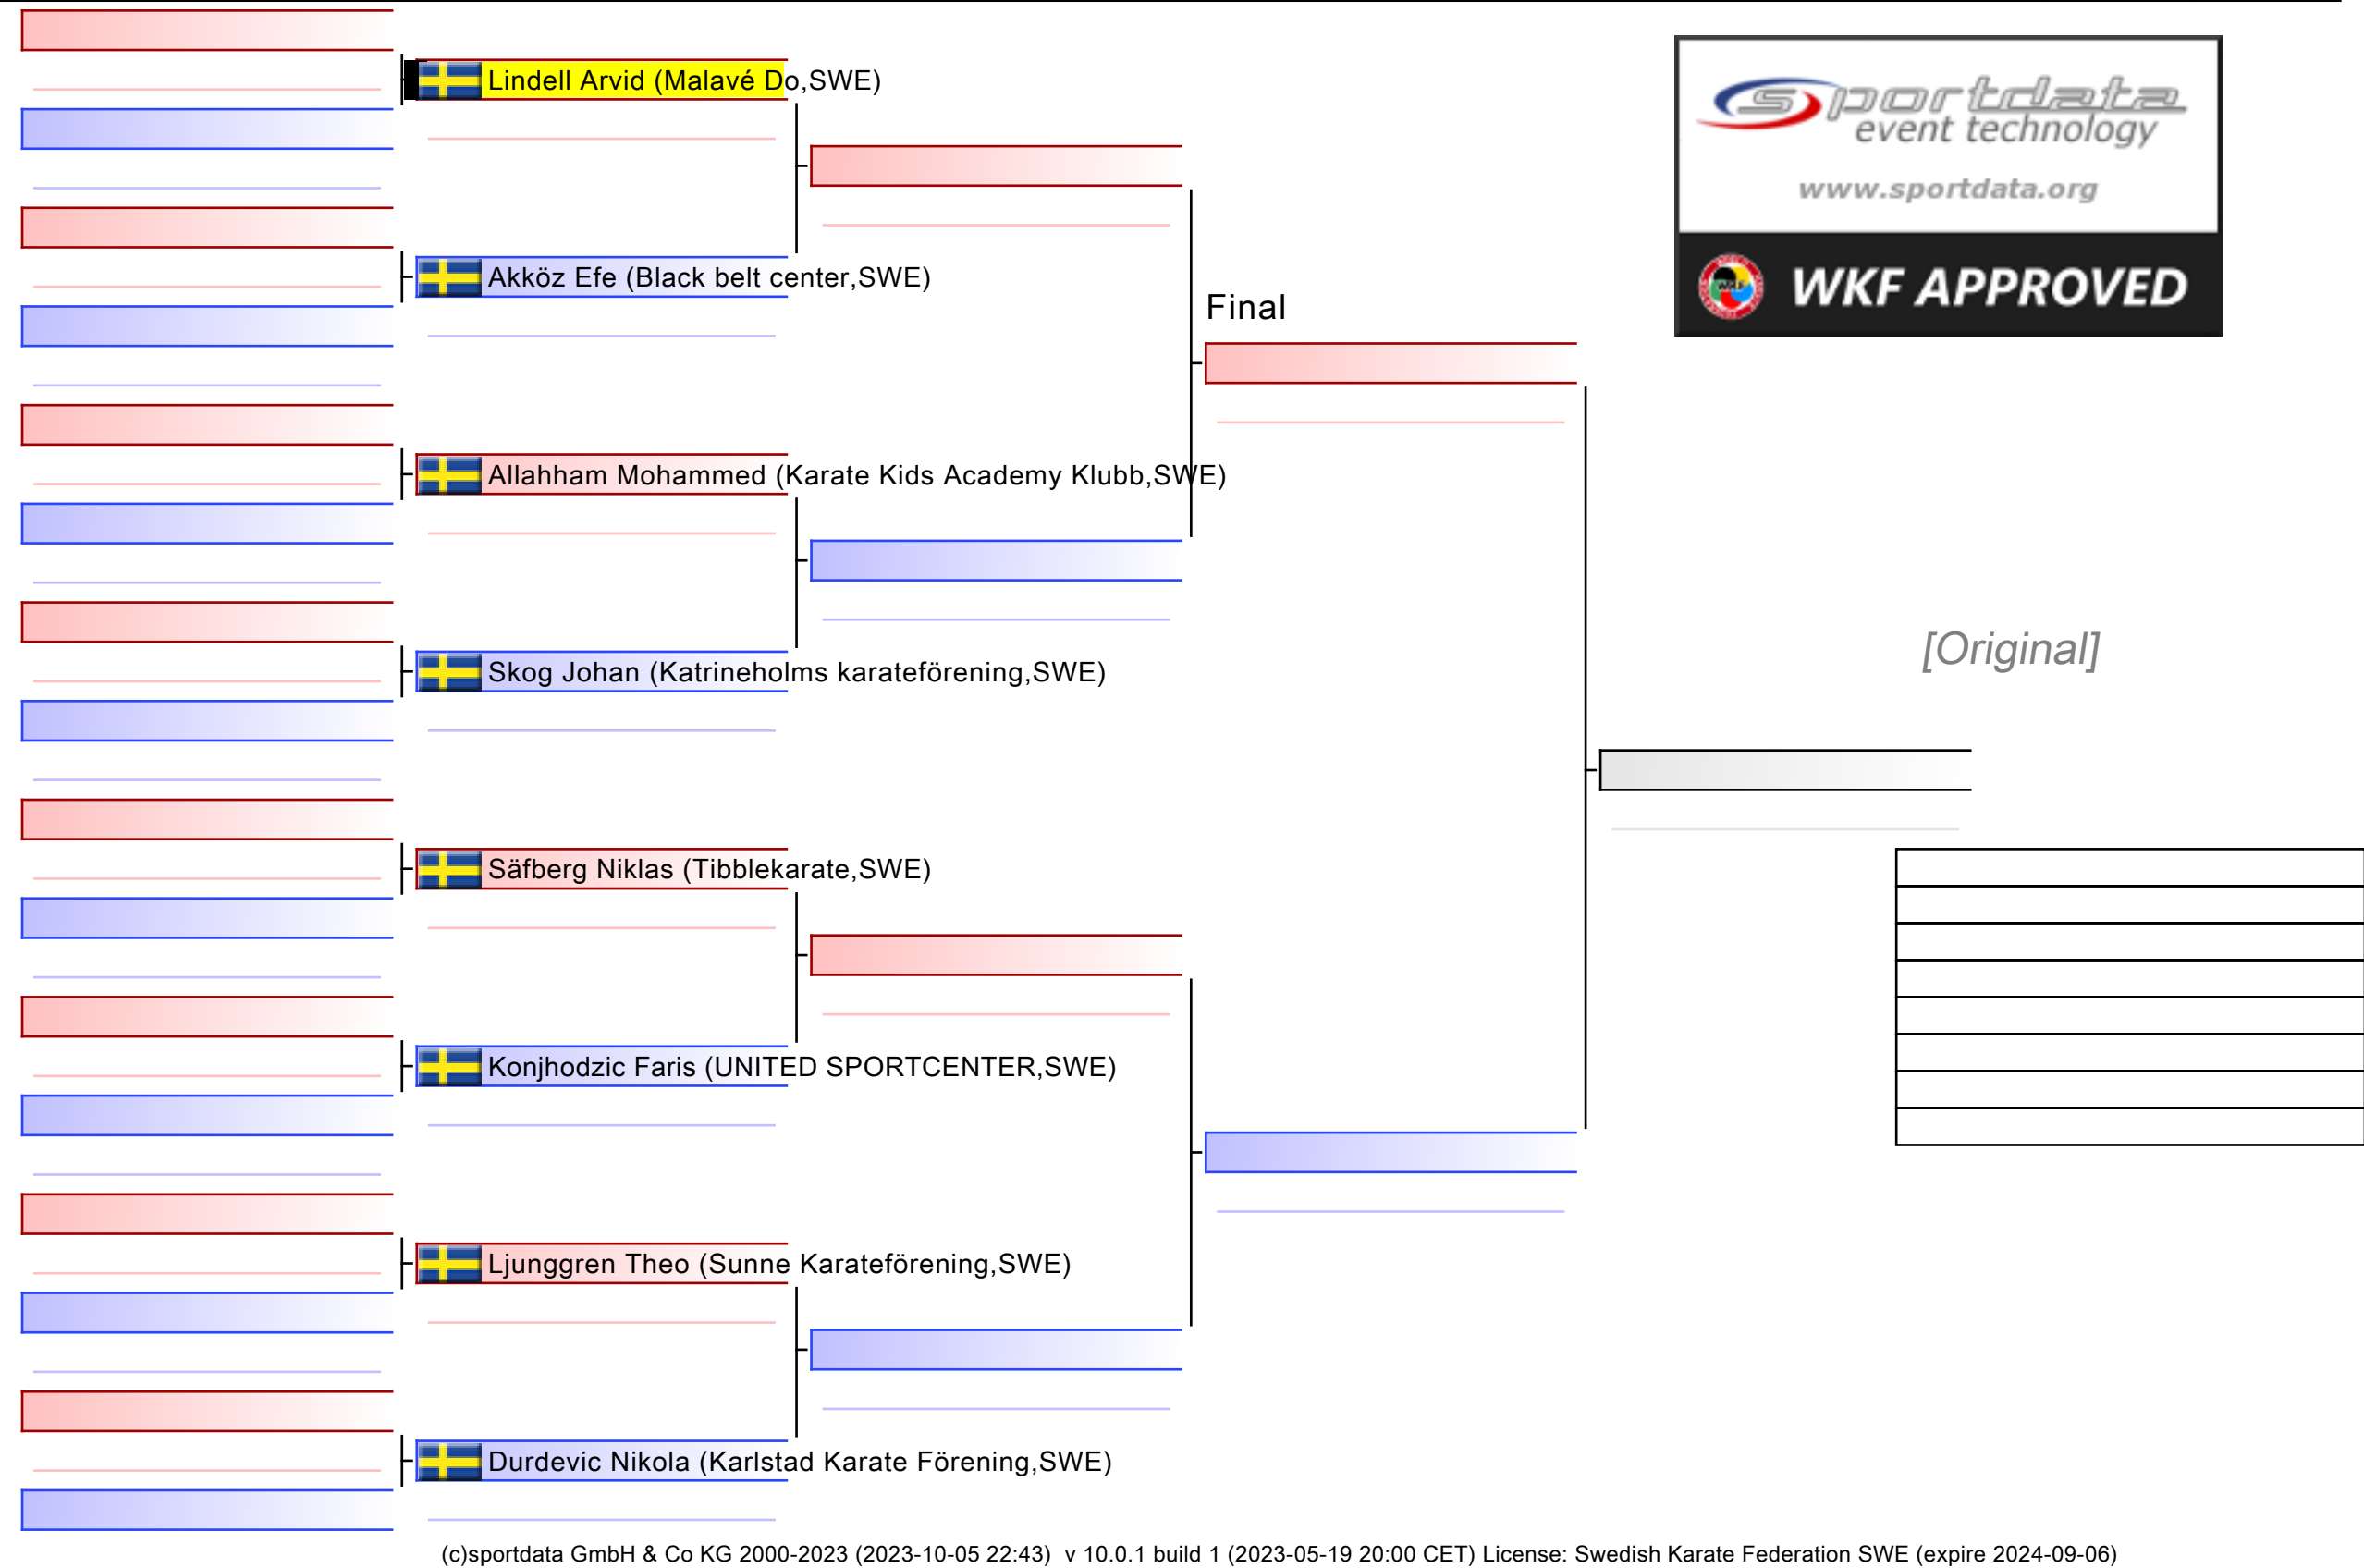 Lindell Arvid (Malavé Do,SWE)
sportdata
event technology
www.sportdata.org
WKF APPROVED
Akköz Efe (Black belt center,SWE)
Final
Allahham Mohammed (Karate Kids Academy Klubb,SWE)
[Original]
Skog Johan (Katrineholms karateförening,SWE)
Säfberg Niklas (Tibblekarate,SWE)
Konjhodzic Faris (UNITED SPORTCENTER,SWE)
Ljunggren Theo (Sunne Karateförening,SWE)
Durdevic Nikola (Karlstad Karate Förening,SWE)
(c)sportdata GmbH & Co KG 2000-2023 (2023-10-05 22:43)  v 10.0.1 build 1 (2023-05-19 20:00 CET) License: Swedish Karate Federation SWE (expire 2024-09-06)